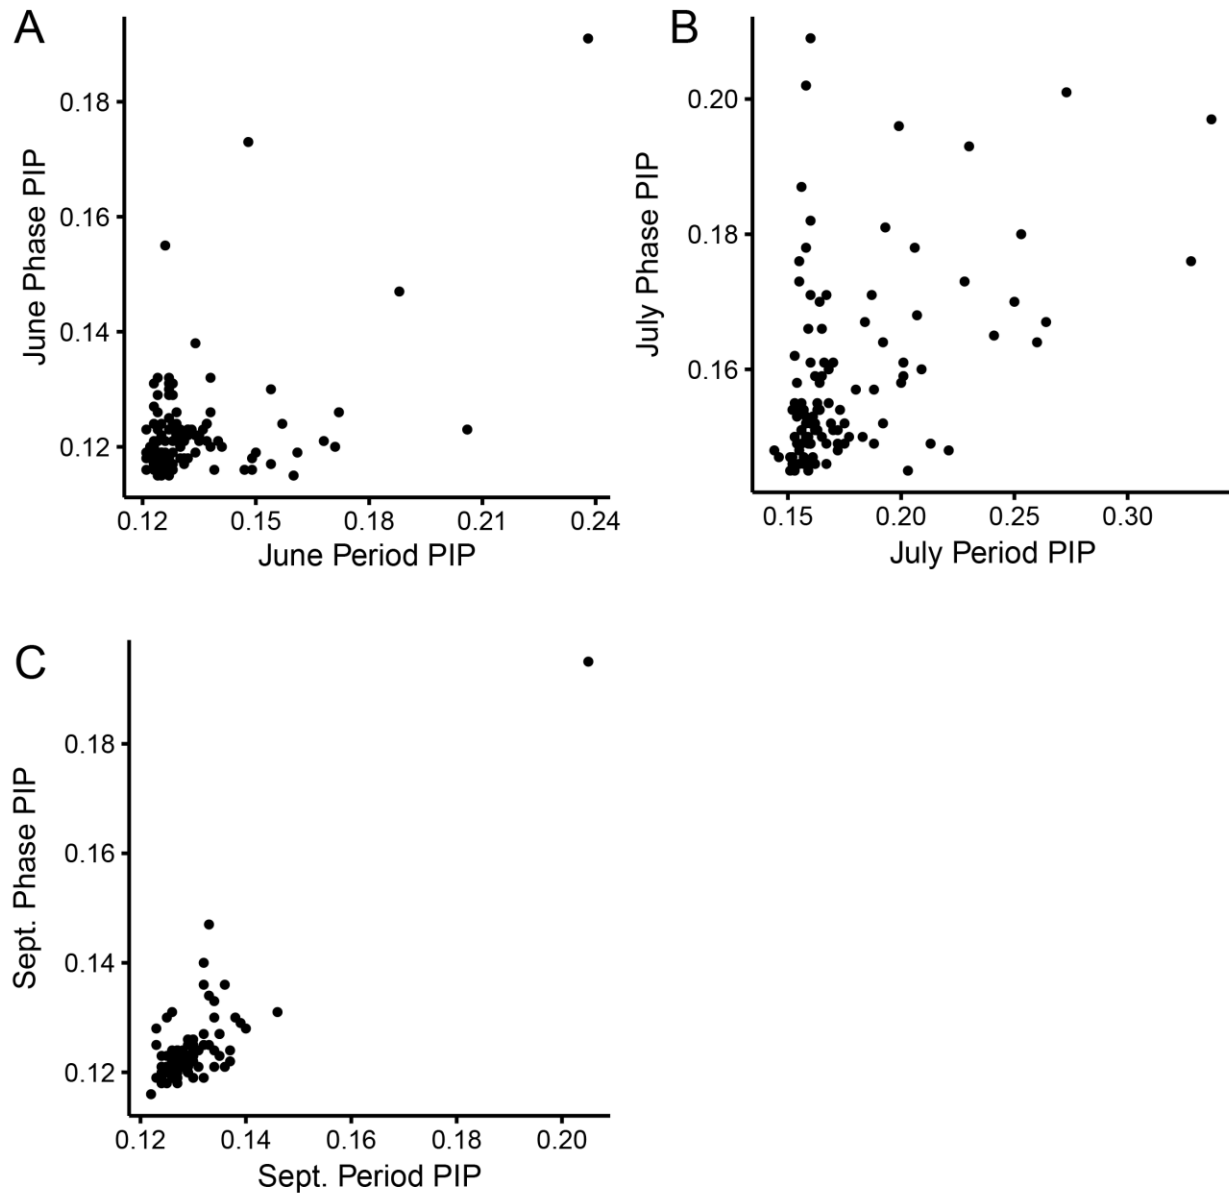 A
June Phase PIP
0.18
0.16
0.14
0.12
0.12 0.15 0.18 0.21 0.24
June Period PIP
B
July Phase PIP
0.20
0.18
0.16
0.15 0.20 0.25 0.30
July Period PIP
C
Sept. Phase PIP
0.18
0.16
0.14
0.12
0.12 0.14 0.16 0.18 0.20
Sept. Period PIP